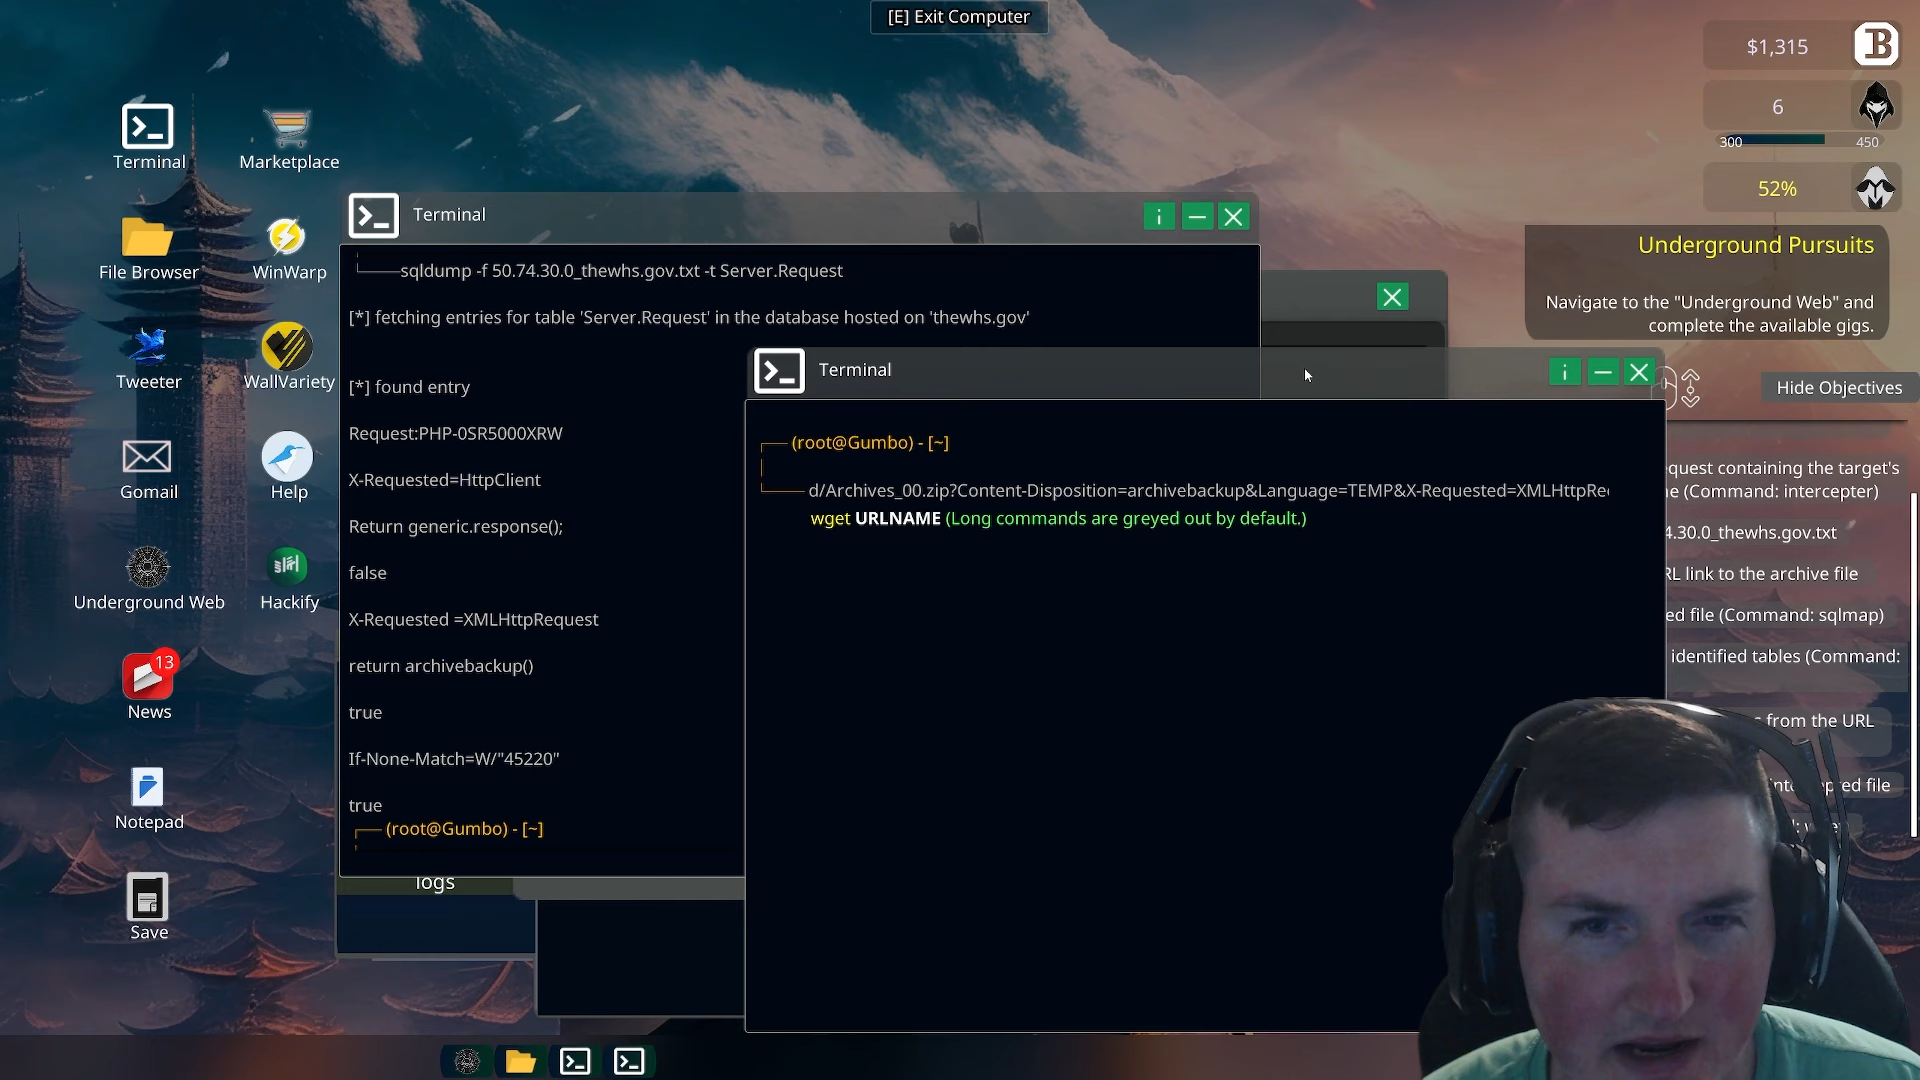 [E] Exit Computer
$1,315
B
6
300
450
52%
Underground Pursuits
Navigate to the "Underground Web" and
complete the available gigs.
Hide Objectives
Terminal
Marketplace
File Browser
WinWarp
Tweeter
WallVariety
Gomail
Help
Underground Web
Hackify
13
News
Notepad
Save
Terminal
sqldump -f 50.74.30.0_thewhs.gov.txt -t Server.Request
[*] fetching entries for table 'Server.Request' in the database hosted on 'thewhs.gov'
[*] found entry
Request:PHP-0SR5000XRW
X-Requested=HttpClient
Return generic.response();
false
X-Requested =XMLHttpRequest
return archivebackup()
true
If-None-Match=W/"45220"
true
(root@Gumbo) - [~]
logs
Terminal
(root@Gumbo) - [~]
d/Archives_00.zip?Content-Disposition=archivebackup&Language=TEMP&X-Requested=XMLHttpRe
wget URLNAME (Long commands are greyed out by default.)
quest containing the target's
e (Command: intercepter)
4.30.0_thewhs.gov.txt
RL link to the archive file
ed file (Command: sqlmap)
identified tables (Command:
from the URL
file